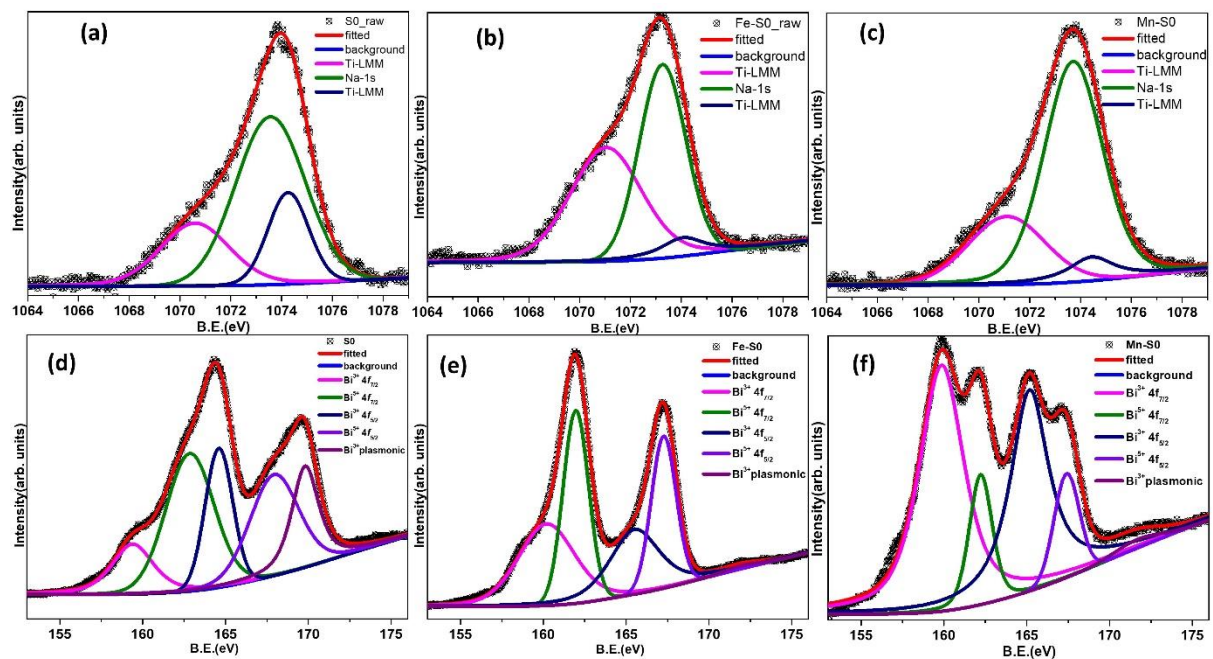 (a)
S0_raw
fitted
background
Ti-LMM
Na-1s
Ti-LMM
Intensity(arb. units)
1064 1066 1068 1070 1072 1074 1076 1078
B.E.(eV)
(b)
Fe-S0_raw
fitted
background
Ti-LMM
Na-1s
Ti-LMM
Intensity(arb. units)
1064 1066 1068 1070 1072 1074 1076 1078
B.E.(eV)
(c)
Mn-S0
fitted
background
Ti-LMM
Na-1s
Ti-LMM
Intensity(arb. units)
1064 1066 1068 1070 1072 1074 1076 1078
B.E.(eV)
(d)
S0
fitted
background
Bi³⁺ 4f₇/₂
Bi⁵⁺ 4f₇/₂
Bi³⁺ 4f₅/₂
Bi⁵⁺ 4f₅/₂
Bi³⁺plasmonic
Intensity(arb. units)
155 160 165 170 175
B.E.(eV)
(e)
Fe-S0
fitted
background
Bi³⁺ 4f₇/₂
Bi⁵⁺ 4f₇/₂
Bi³⁺ 4f₅/₂
Bi⁵⁺ 4f₅/₂
Bi³⁺plasmonic
Intensity(arb. units)
155 160 165 170 175
B.E.(eV)
(f)
Mn-S0
fitted
background
Bi³⁺ 4f₇/₂
Bi⁵⁺ 4f₇/₂
Bi³⁺ 4f₅/₂
Bi⁵⁺ 4f₅/₂
Bi³⁺plasmonic
Intensity(arb. units)
155 160 165 170 175
B.E.(eV)